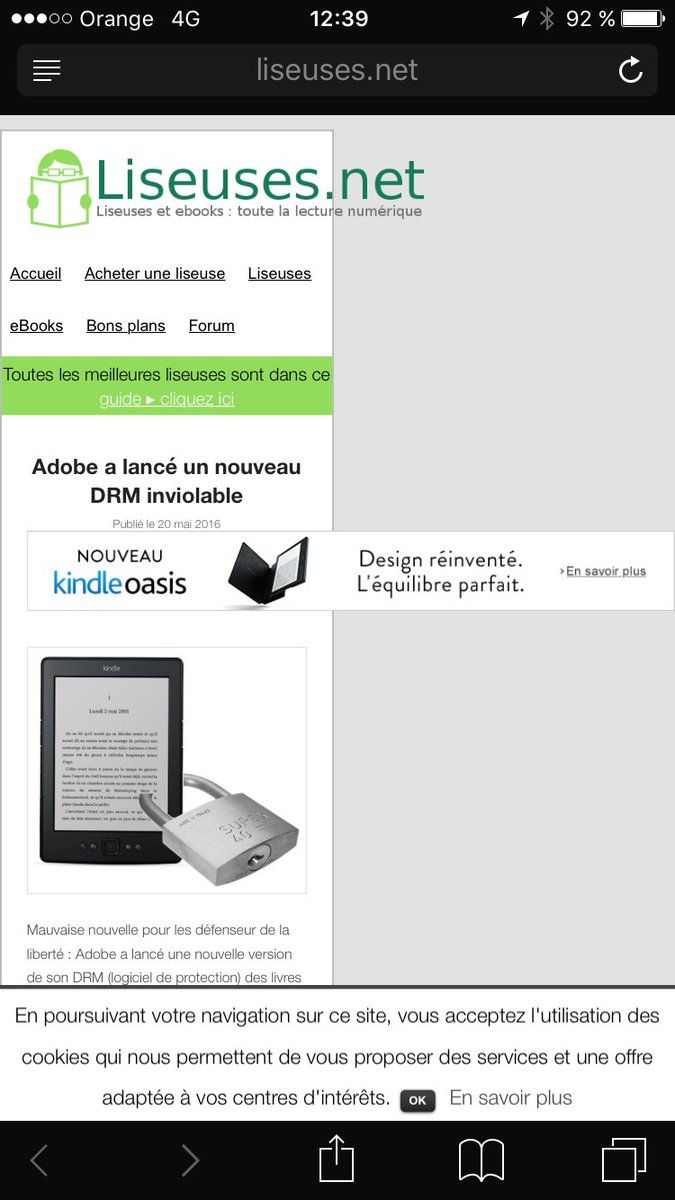 Orange 4G 12:39 92 %
liseuses.net
Liseuses.net
Liseuses et ebooks : toute la lecture numérique
Accueil Acheter une liseuse Liseuses
eBooks Bons plans Forum
Toutes les meilleures liseuses sont dans ce
guide ▸ cliquez ici
Adobe a lancé un nouveau
DRM inviolable
Publié le 20 mai 2016
NOUVEAU
kindle oasis
Design réinventé.
L'équilibre parfait.
› En savoir plus
kindle
I
Lundi 2 mai 2005
SUPER
40
Mauvaise nouvelle pour les défenseur de la
liberté : Adobe a lancé une nouvelle version
de son DRM (logiciel de protection) des livres
En poursuivant votre navigation sur ce site, vous acceptez l'utilisation des
cookies qui nous permettent de vous proposer des services et une offre
adaptée à vos centres d'intérêts. OK En savoir plus